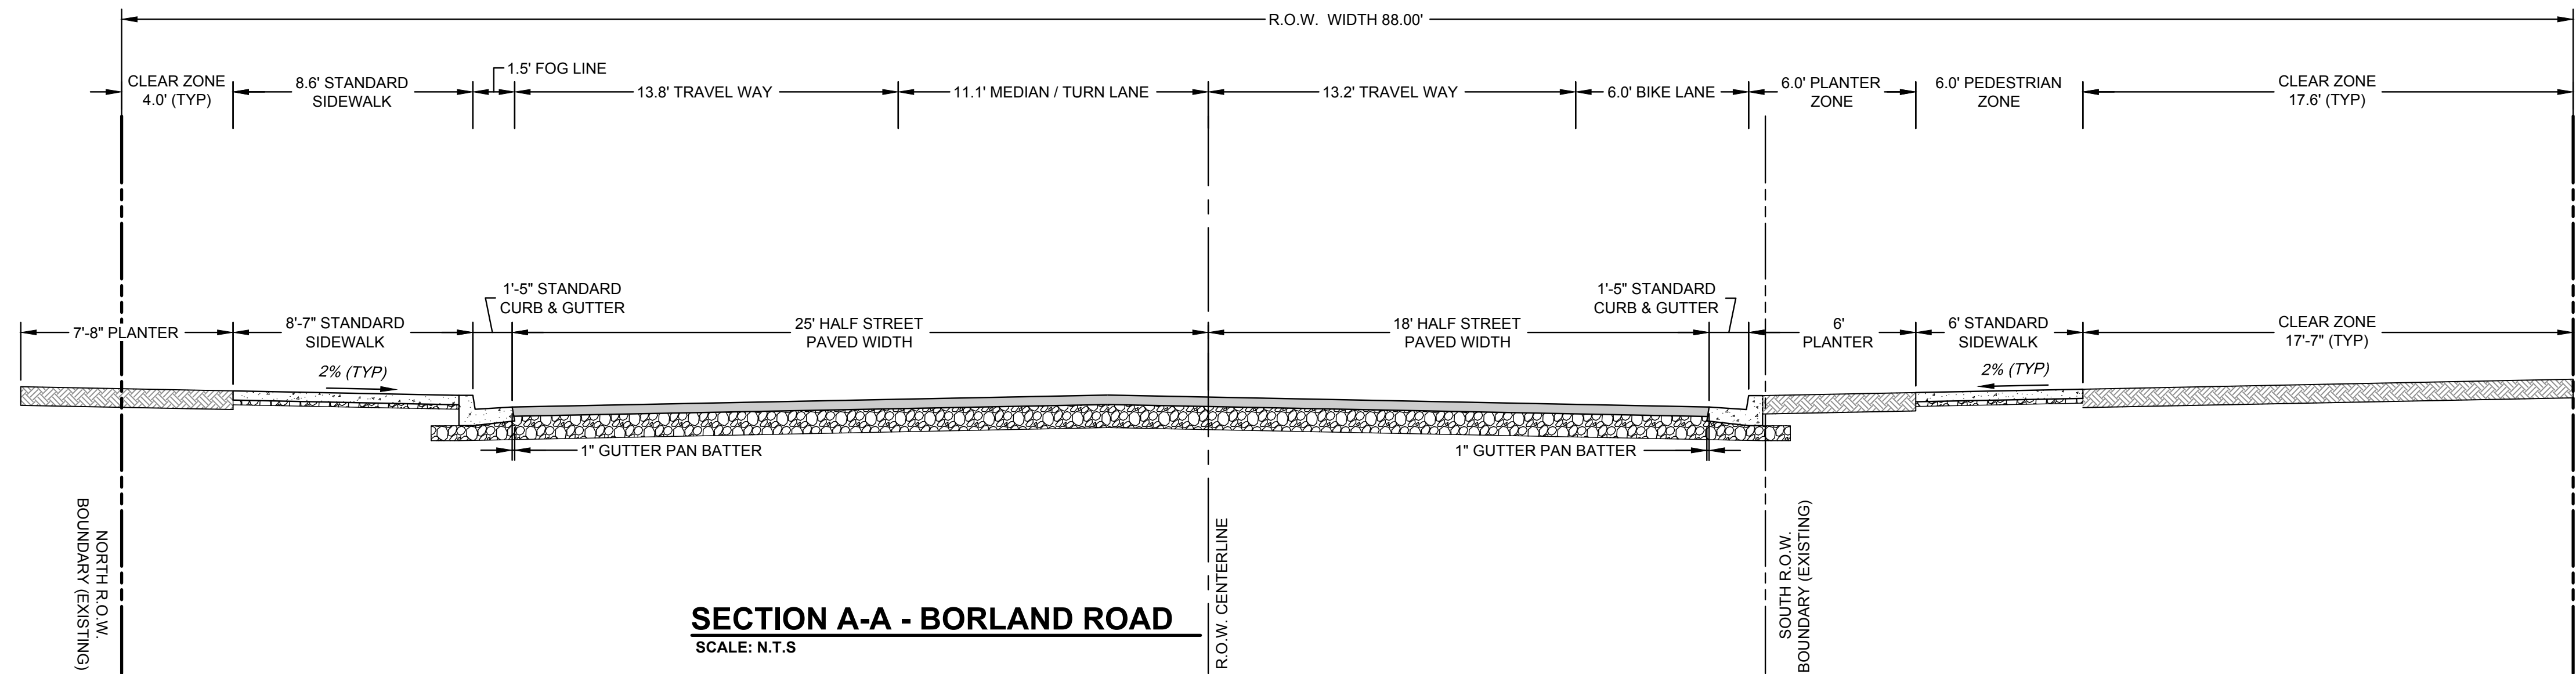 R.O.W. WIDTH 88.00'
CLEAR ZONE
4.0' (TYP)
8.6' STANDARD
SIDEWALK
1.5' FOG LINE
13.8' TRAVEL WAY
11.1' MEDIAN / TURN LANE
13.2' TRAVEL WAY
6.0' BIKE LANE
6.0' PLANTER
ZONE
6.0' PEDESTRIAN
ZONE
CLEAR ZONE
17.6' (TYP)
7'-8" PLANTER
8'-7" STANDARD
SIDEWALK
1'-5" STANDARD
CURB & GUTTER
25' HALF STREET
PAVED WIDTH
18' HALF STREET
PAVED WIDTH
1'-5" STANDARD
CURB & GUTTER
6'
PLANTER
6' STANDARD
SIDEWALK
CLEAR ZONE
17'-7" (TYP)
2% (TYP)
2% (TYP)
1" GUTTER PAN BATTER
1" GUTTER PAN BATTER
NORTH R.O.W.
BOUNDARY (EXISTING)
R.O.W. CENTERLINE
SOUTH R.O.W.
BOUNDARY (EXISTING)
SECTION A-A - BORLAND ROAD
SCALE: N.T.S